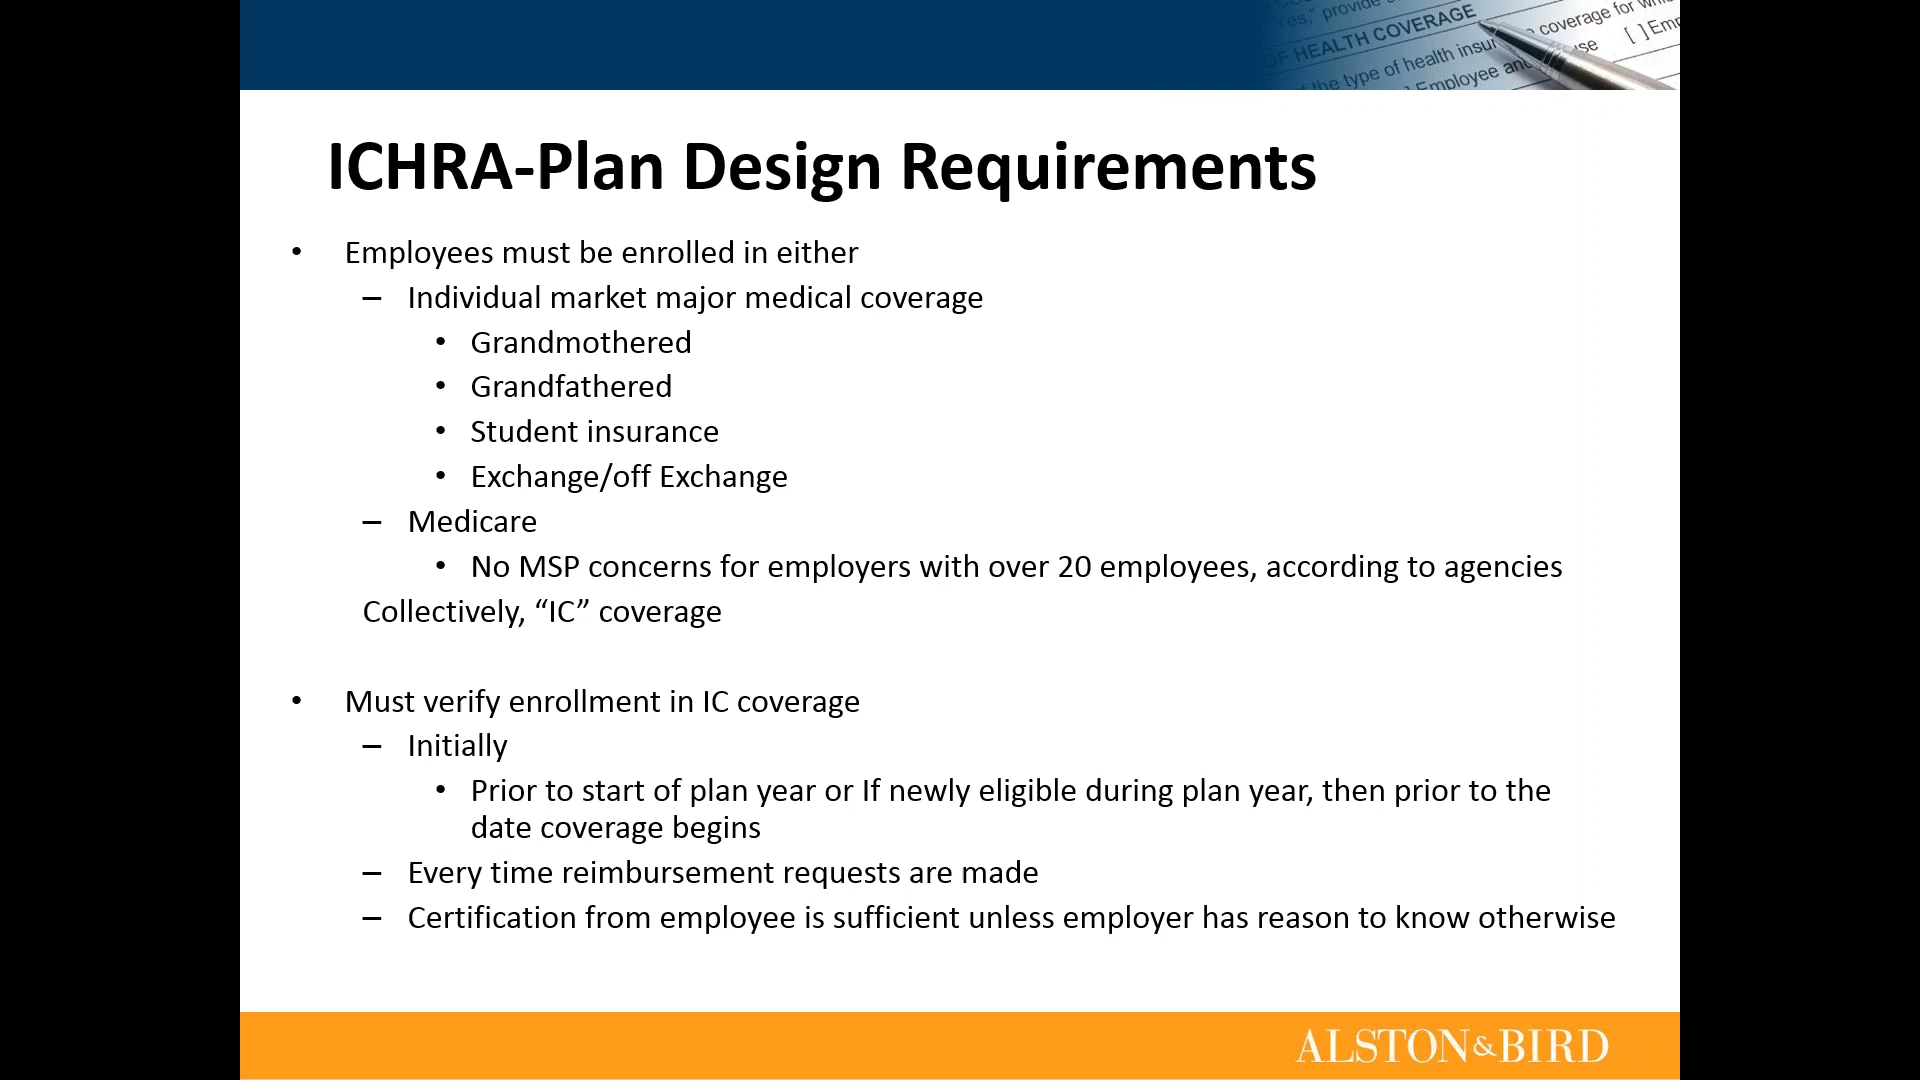 Yes," provide
coverage for
OF HEALTH COVERAGE
[ ] Emp
the type of health insu
Employee and
ICHRA-Plan Design Requirements
• Employees must be enrolled in either
– Individual market major medical coverage
• Grandmothered
• Grandfathered
• Student insurance
• Exchange/off Exchange
– Medicare
• No MSP concerns for employers with over 20 employees, according to agencies
Collectively, “IC” coverage
• Must verify enrollment in IC coverage
– Initially
• Prior to start of plan year or If newly eligible during plan year, then prior to the
date coverage begins
– Every time reimbursement requests are made
– Certification from employee is sufficient unless employer has reason to know otherwise
ALSTON&BIRD